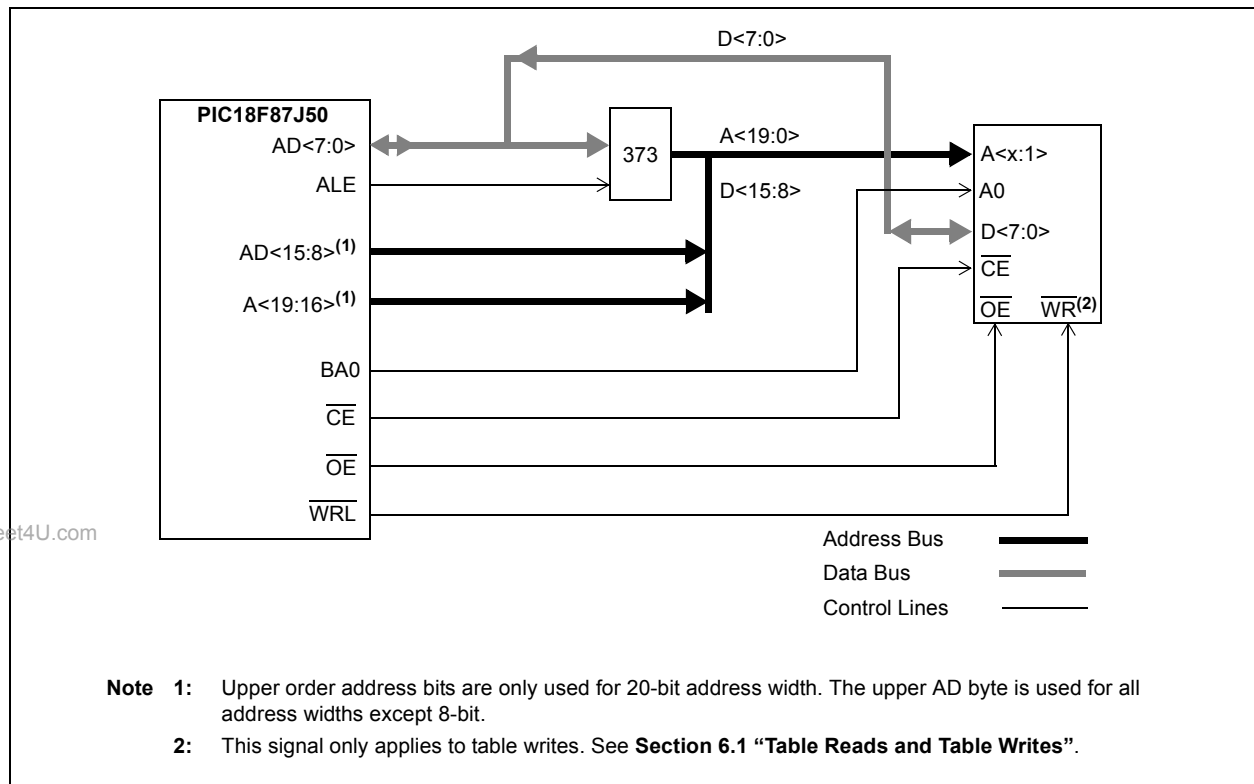 D<7:0>
PIC18F87J50
AD<7:0>
373
A<19:0>
A<x:1>
ALE
D<15:8>
A0
AD<15:8>(1)
D<7:0>
CE
A<19:16>(1)
OE WR(2)
BA0
CE
OE
WRL
eet4U.com
Address Bus
Data Bus
Control Lines
Note 1: Upper order address bits are only used for 20-bit address width. The upper AD byte is used for all
address widths except 8-bit.
2: This signal only applies to table writes. See Section 6.1 “Table Reads and Table Writes”.